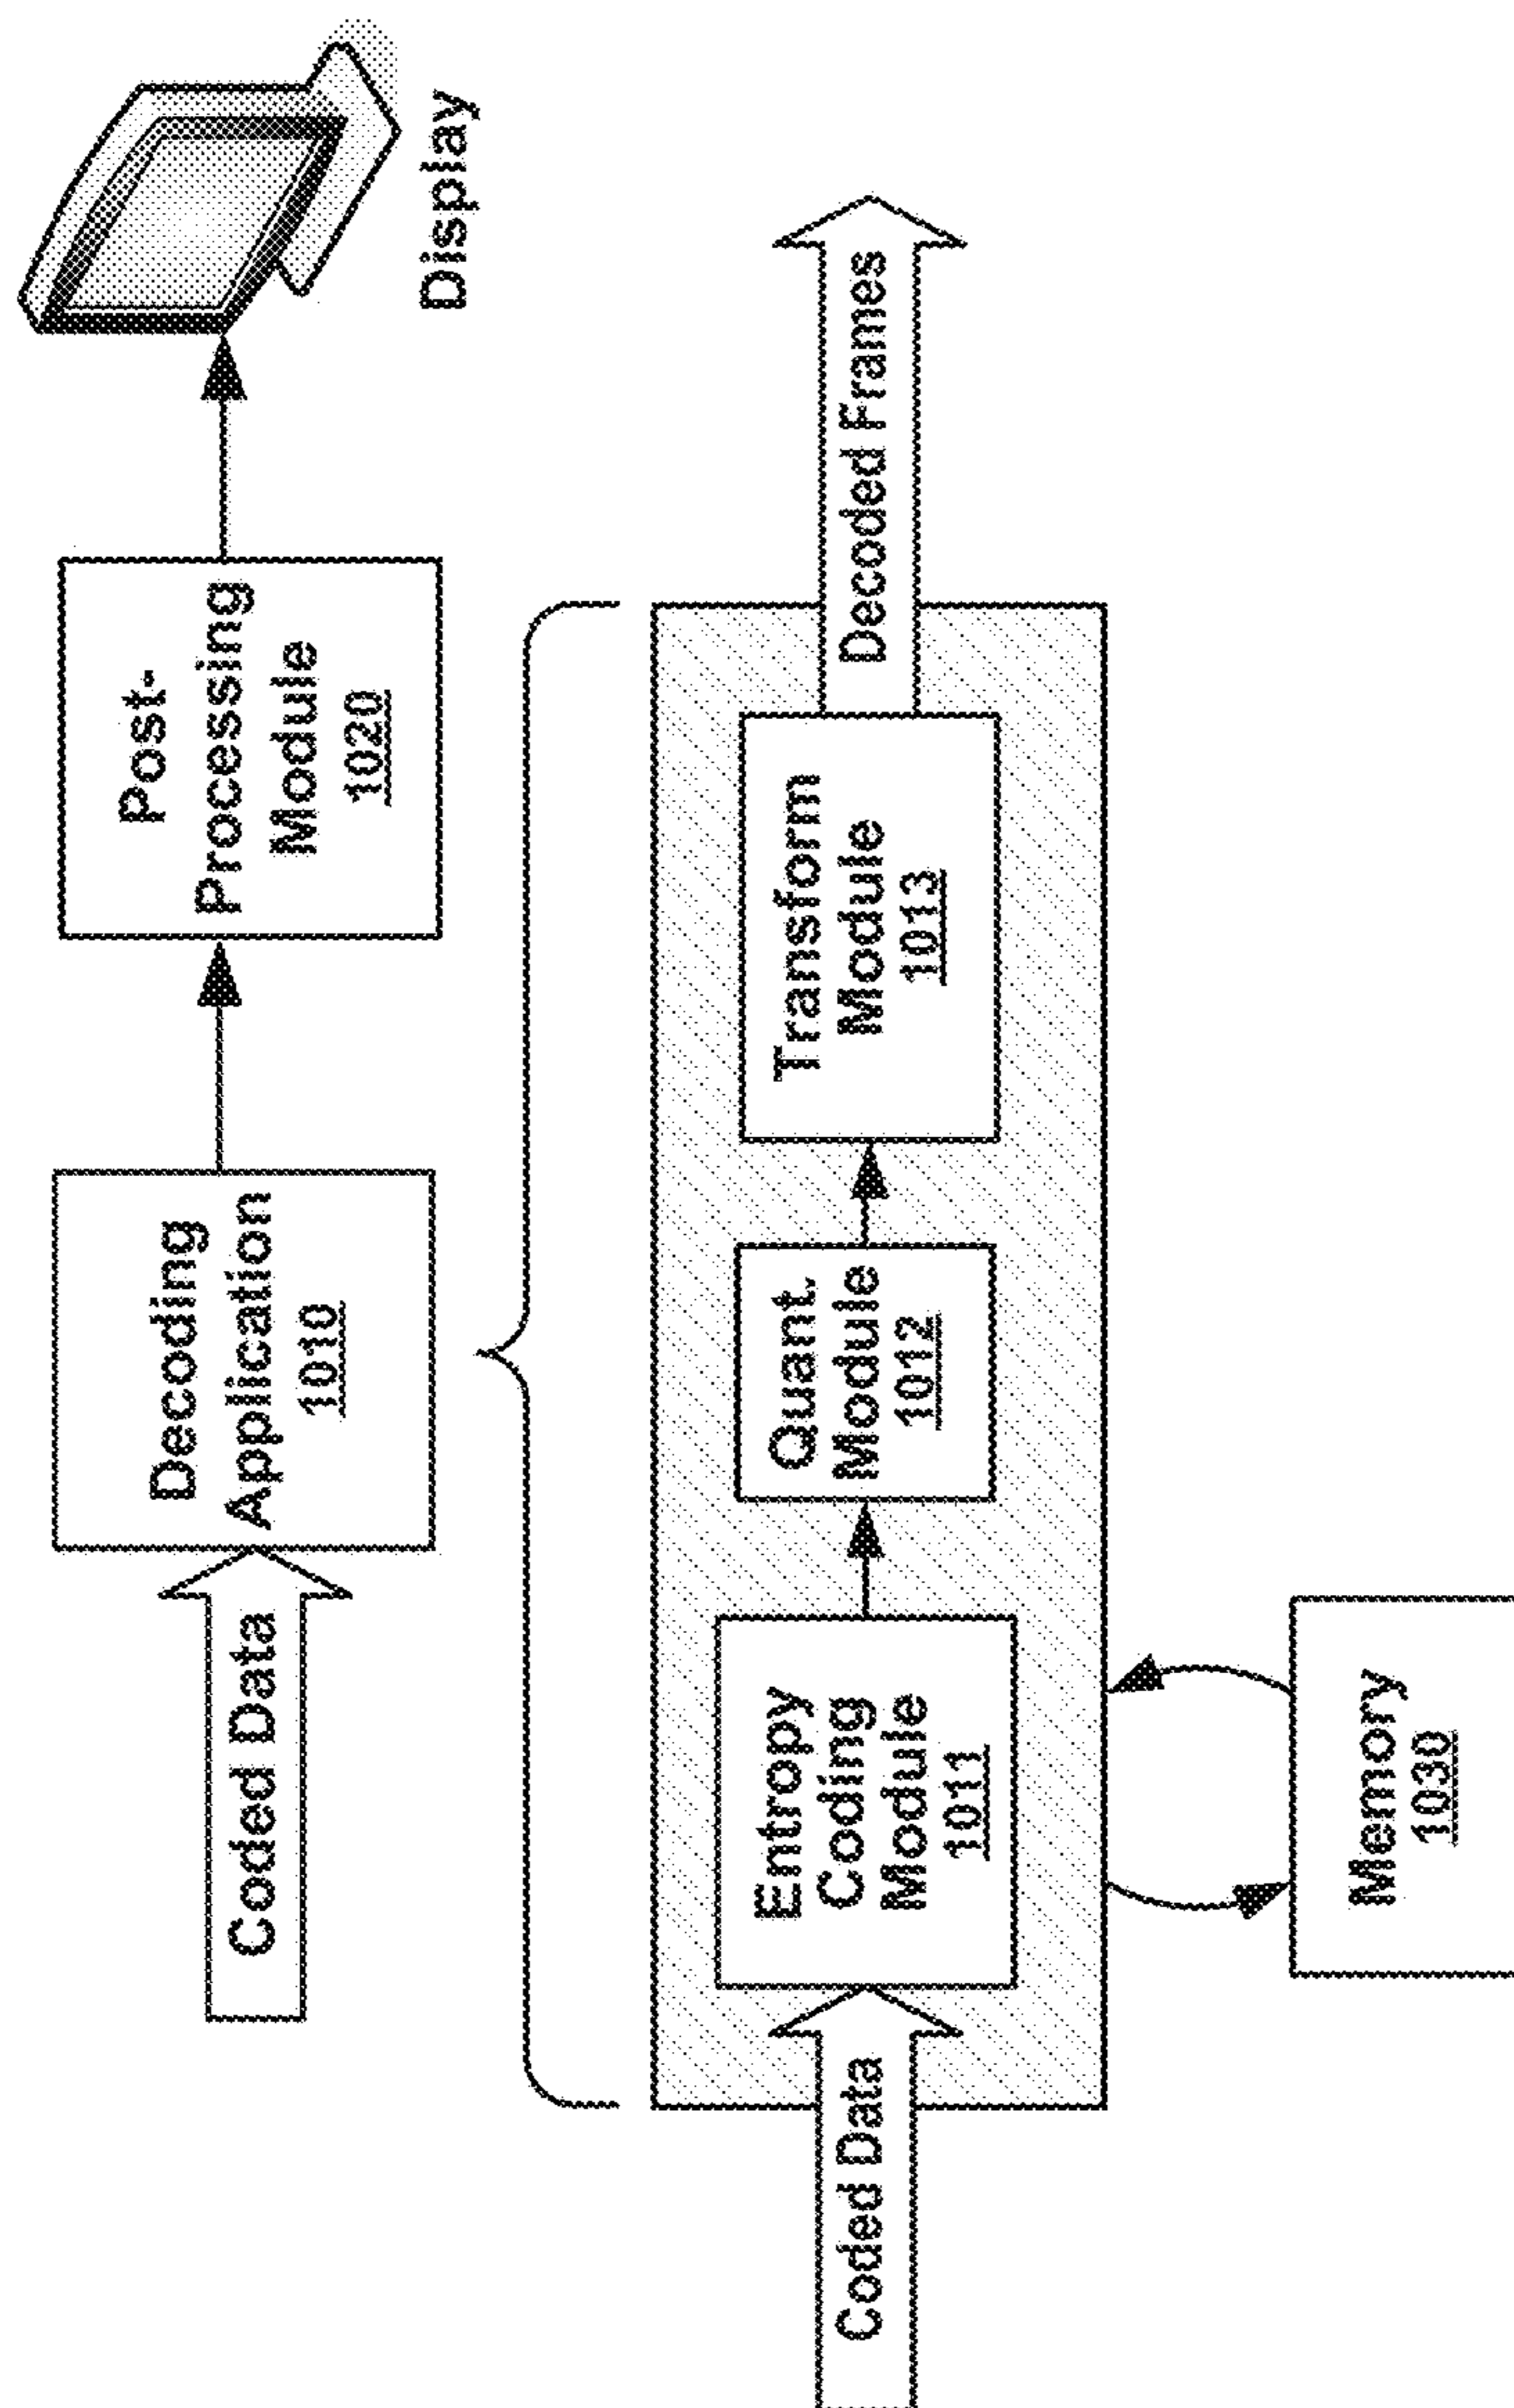 Coded Data
Decoding
Application
1010
Post-
Processing
Module
1020
Display
Coded Data
Entropy
Coding
Module
1011
Quant.
Module
1012
Transform
Module
1013
Decoded Frames
Memory
1030